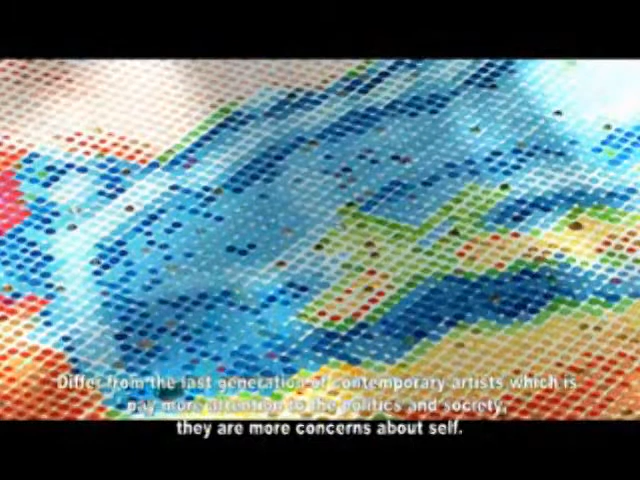 Differ from the last generation of contemporary artists which is
pay more attention to the politics and society,
they are more concerns about self.